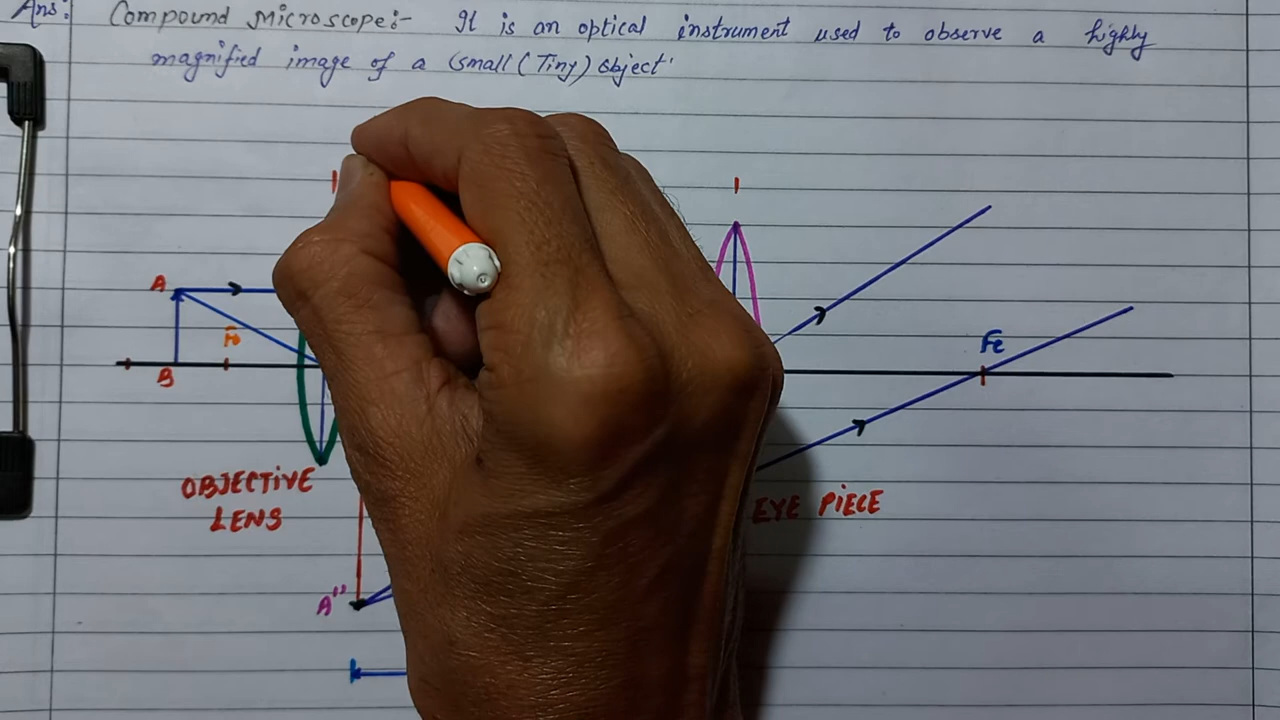 Ans:
Compound Microscope:- It is an optical instrument used to observe a highly
magnified image of a small (Tiny) object.
A
Fo
Fe
B
OBJECTIVE
LENS
EYE PIECE
A''